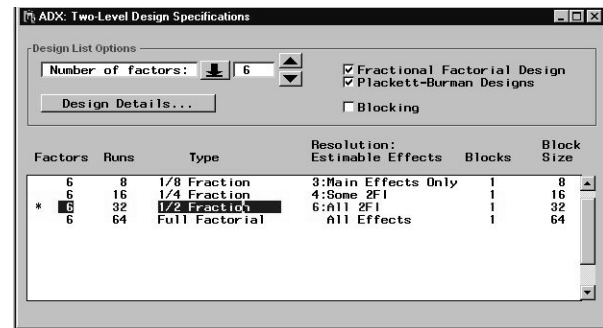 ADX: Two-Level Design Specifications
Design List Options
Number of factors: 6
Fractional Factorial Design
Plackett-Burman Designs
Design Details...
Blocking
Resolution: Block
Factors Runs Type Estimable Effects Blocks Size
6 8 1/8 Fraction 3:Main Effects Only 1 8
6 16 1/4 Fraction 4:Some 2FI 1 16
* 6 32 1/2 Fraction 6:All 2FI 1 32
6 64 Full Factorial All Effects 1 64